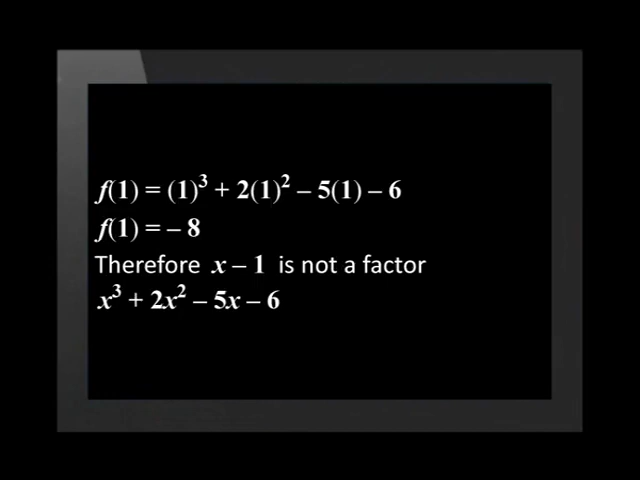 f(1) = (1)³ + 2(1)² – 5(1) – 6
f(1) = – 8
Therefore x – 1 is not a factor
x³ + 2x² – 5x – 6